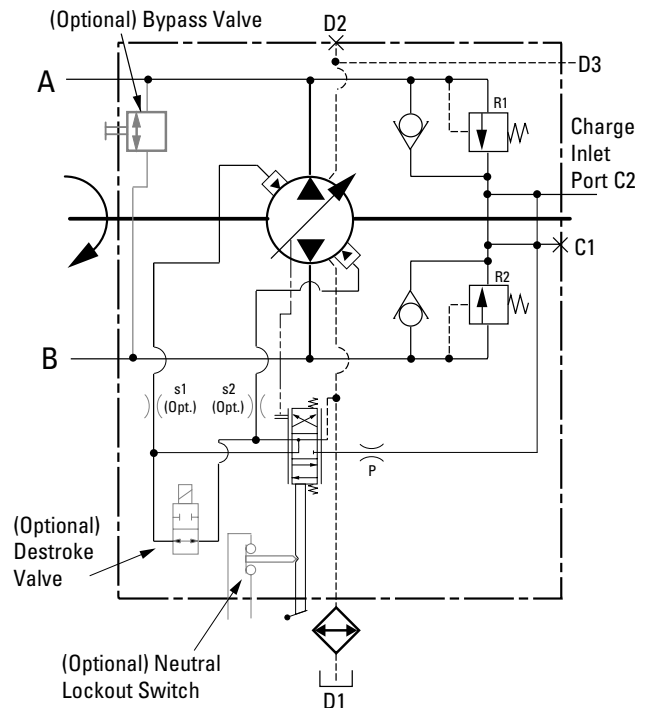 (Optional) Bypass Valve
D2
D3
A
R1
Charge
Inlet
Port C2
C1
R2
B
s1
(Opt.)
s2
(Opt.)
P
(Optional)
Destroke
Valve
(Optional) Neutral
Lockout Switch
D1